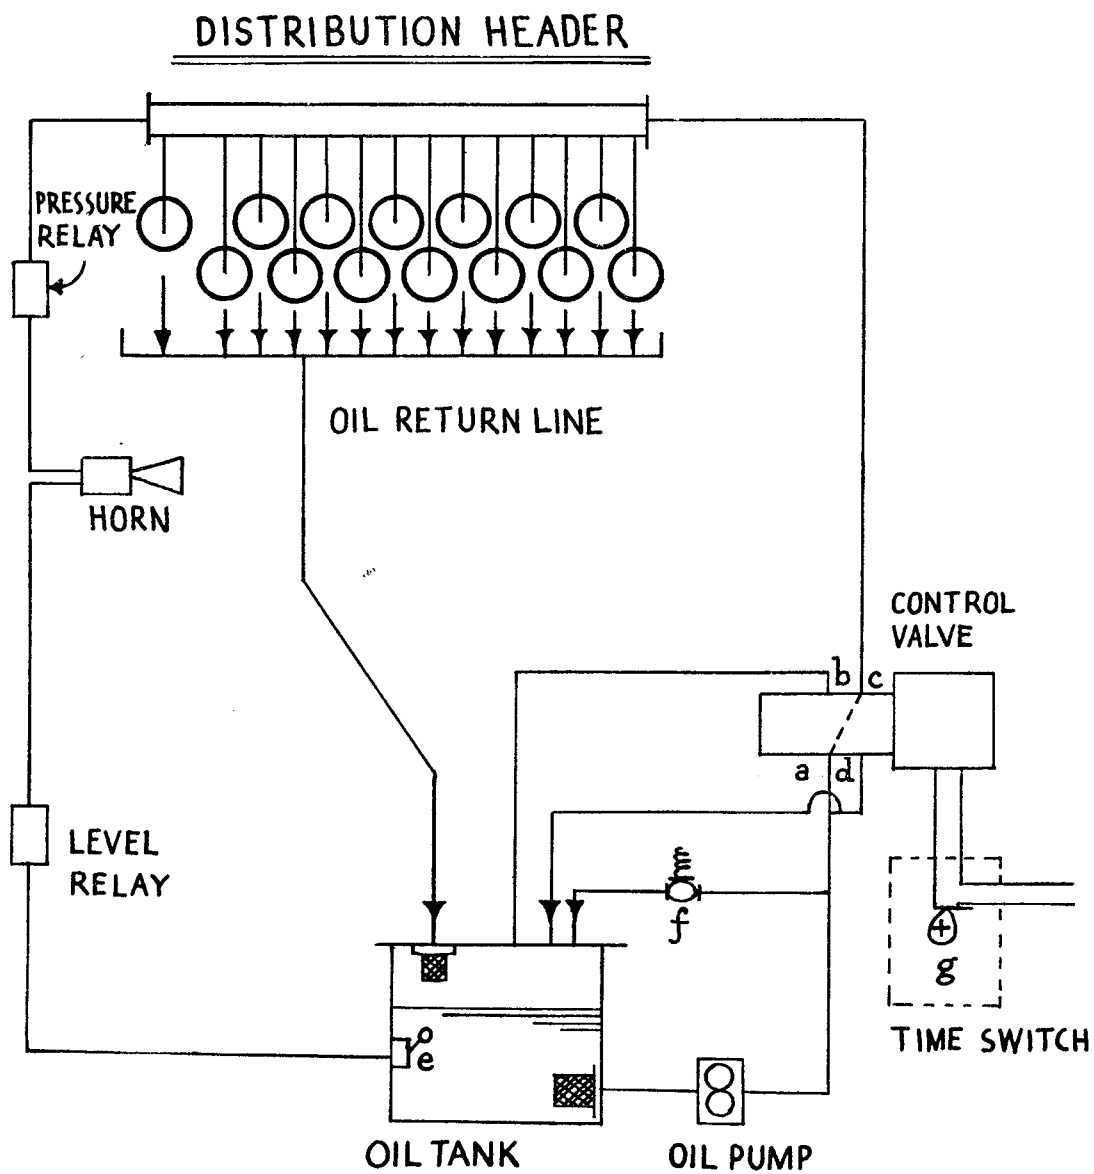 DISTRIBUTION HEADER
PRESSURE
RELAY
OIL RETURN LINE
HORN
CONTROL
VALVE
b c
a d
LEVEL
RELAY
f
g
TIME SWITCH
e
OIL TANK
OIL PUMP